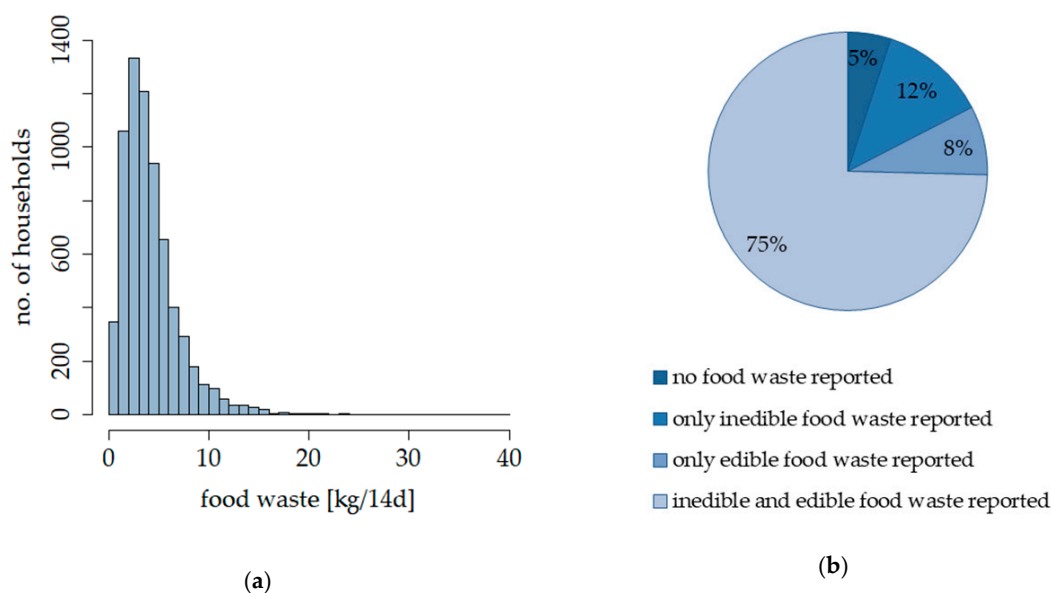 1400
1000
600
200
0
no. of households
0 10 20 30 40
food waste [kg/14d]
(a)
5%
12%
8%
75%
no food waste reported
only inedible food waste reported
only edible food waste reported
inedible and edible food waste reported
(b)